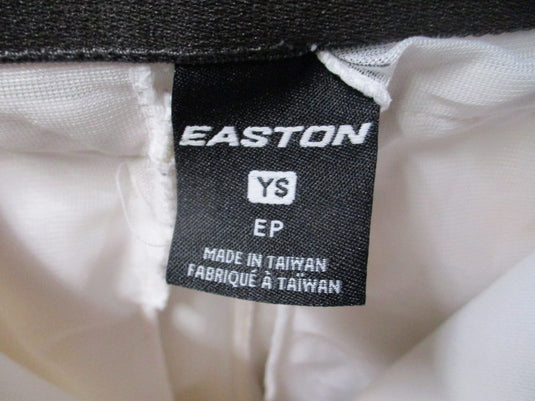 EASTON
YS
EP
MADE IN TAIWAN
FABRIQUÉ À TAÏWAN